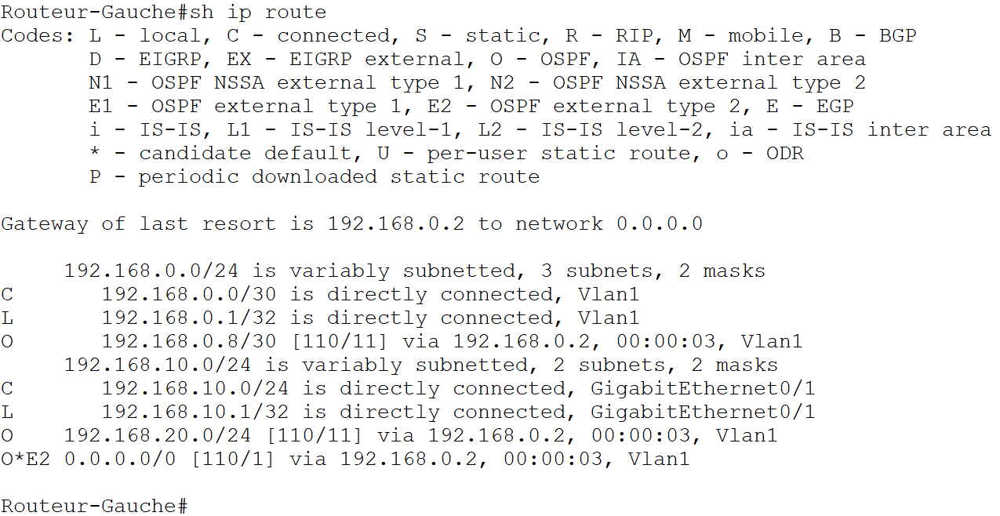 Routeur-Gauche#sh ip route
Codes: L - local, C - connected, S - static, R - RIP, M - mobile, B - BGP
       D - EIGRP, EX - EIGRP external, O - OSPF, IA - OSPF inter area
       N1 - OSPF NSSA external type 1, N2 - OSPF NSSA external type 2
       E1 - OSPF external type 1, E2 - OSPF external type 2, E - EGP
       i - IS-IS, L1 - IS-IS level-1, L2 - IS-IS level-2, ia - IS-IS inter area
       * - candidate default, U - per-user static route, o - ODR
       P - periodic downloaded static route

Gateway of last resort is 192.168.0.2 to network 0.0.0.0

     192.168.0.0/24 is variably subnetted, 3 subnets, 2 masks
C       192.168.0.0/30 is directly connected, Vlan1
L       192.168.0.1/32 is directly connected, Vlan1
O       192.168.0.8/30 [110/11] via 192.168.0.2, 00:00:03, Vlan1
     192.168.10.0/24 is variably subnetted, 2 subnets, 2 masks
C       192.168.10.0/24 is directly connected, GigabitEthernet0/1
L       192.168.10.1/32 is directly connected, GigabitEthernet0/1
O    192.168.20.0/24 [110/11] via 192.168.0.2, 00:00:03, Vlan1
O*E2 0.0.0.0/0 [110/1] via 192.168.0.2, 00:00:03, Vlan1

Routeur-Gauche#